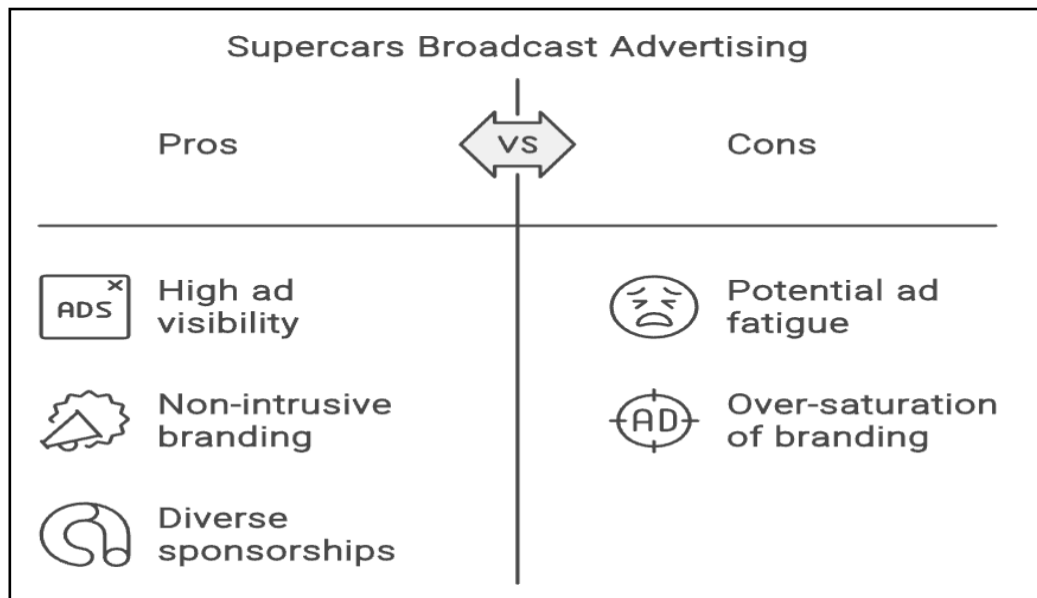 Supercars Broadcast Advertising
Pros
VS
Cons
ADS
High ad
visibility
Potential ad
fatigue
Non-intrusive
branding
AD
Over-saturation
of branding
Diverse
sponsorships